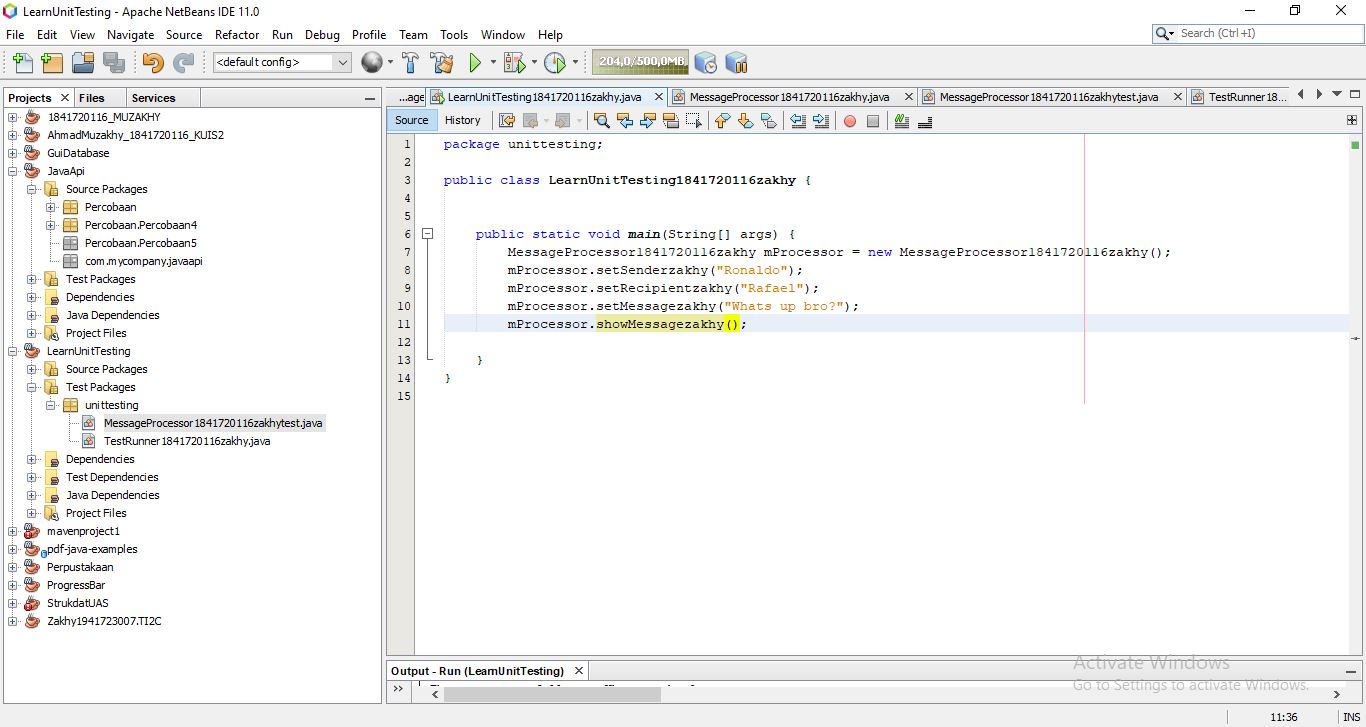 LearnUnitTesting - Apache NetBeans IDE 11.0
File Edit View Navigate Source Refactor Run Debug Profile Team Tools Window Help
Search (Ctrl+I)
<default config>
204,0/500,0MB
Projects Files Services
1841720116_MUZAKHY
AhmadMuzakhy_1841720116_KUIS2
GuiDatabase
JavaApi
Source Packages
Percobaan
Percobaan.Percobaan4
Percobaan.Percobaan5
com.mycompany.javaapi
Test Packages
Dependencies
Java Dependencies
Project Files
LearnUnitTesting
Source Packages
Test Packages
unittesting
MessageProcessor1841720116zakhytest.java
TestRunner1841720116zakhy.java
Dependencies
Test Dependencies
Java Dependencies
Project Files
mavenproject1
pdf-java-examples
Perpustakaan
ProgressBar
StrukdatUAS
Zakhy1941723007.TI2C
...age LearnUnitTesting1841720116zakhy.java MessageProcessor1841720116zakhy.java MessageProcessor1841720116zakhytest.java TestRunner18...
Source History
1 package unittesting;
2
3 public class LearnUnitTesting1841720116zakhy {
4
5
6 public static void main(String[] args) {
7 MessageProcessor1841720116zakhy mProcessor = new MessageProcessor1841720116zakhy();
8 mProcessor.setSenderzakhy("Ronaldo");
9 mProcessor.setRecipientzakhy("Rafael");
10 mProcessor.setMessagezakhy("Whats up bro?");
11 mProcessor.showMessagezakhy();
12
13 }
14 }
15
Output - Run (LearnUnitTesting)
Activate Windows
Go to Settings to activate Windows.
11:36 INS